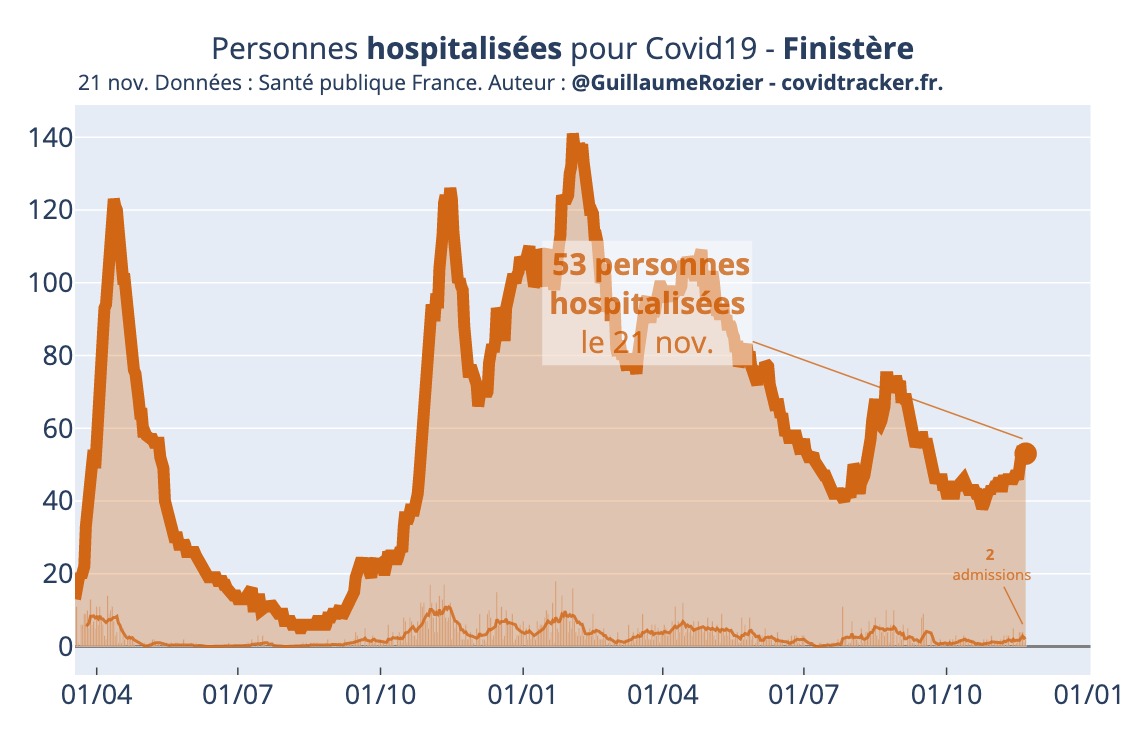 Personnes hospitalisées pour Covid19 - Finistère
21 nov. Données : Santé publique France. Auteur : @GuillaumeRozier - covidtracker.fr.
140
120
100
80
60
40
20
0
53 personnes
hospitalisées
le 21 nov.
2
admissions
01/04 01/07 01/10 01/01 01/04 01/07 01/10 01/01